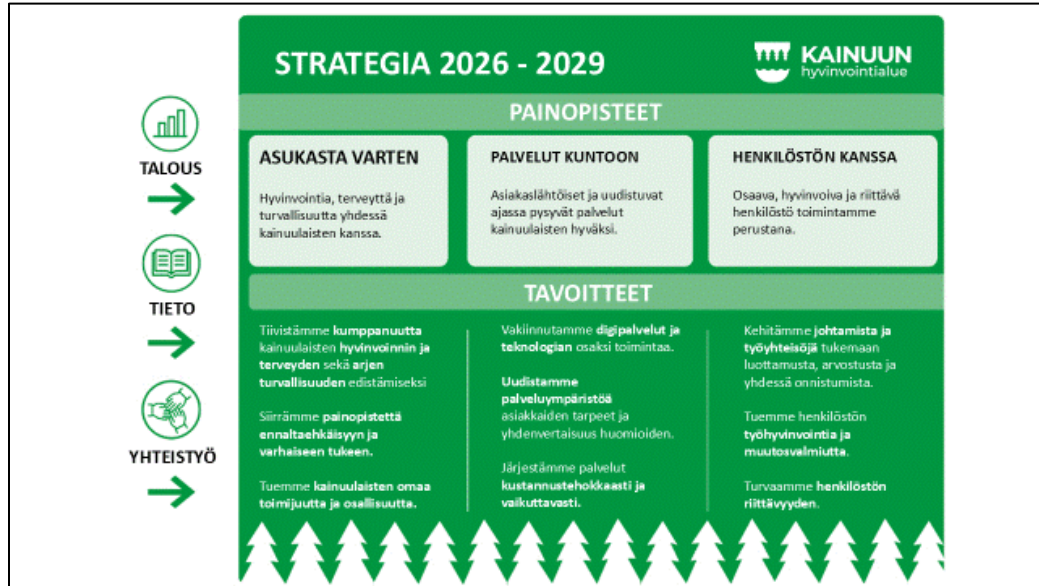 STRATEGIA 2026 - 2029
KAINUUN
hyvinvointialue
TALOUS
TIETO
YHTEISTYÖ
PAINOPISTEET
ASUKASTA VARTEN
Hyvinvointia, terveyttä ja
turvallisuutta yhdessä
kainuulaisten kanssa.
PALVELUT KUNTOON
Asiakaslähtöiset ja uudistuvat
ajassa pysyvät palvelut
kainuulaisten hyväksi.
HENKILÖSTÖN KANSSA
Osaava, hyvinvoiva ja riittävä
henkilöstö toimintamme
perustana.
TAVOITTEET
Tiivistämme kumppanuutta
kainuulaisten hyvinvoinnin ja
terveyden sekä arjen
turvallisuuden edistämiseksi
Siirrämme painopistettä
ennaltaehkäisyyn ja
varhaiseen tukeen.
Tuemme kainuulaisten omaa
toimijuutta ja osallisuutta.
Vakiinnutamme digipalvelut ja
teknologian osaksi toimintaa.
Uudistamme
palveluympäristöä
asiakkaiden tarpeet ja
yhdenvertaisuus huomioiden.
Järjestämme palvelut
kustannustehokkaasti ja
vaikuttavasti.
Kehitämme johtamista ja
työyhteisöjä tukemaan
luottamusta, arvostusta ja
yhdessä onnistumista.
Tuemme henkilöstön
työhyvinvointia ja
muutosvalmiutta.
Turvaamme henkilöstön
riittävyyden.